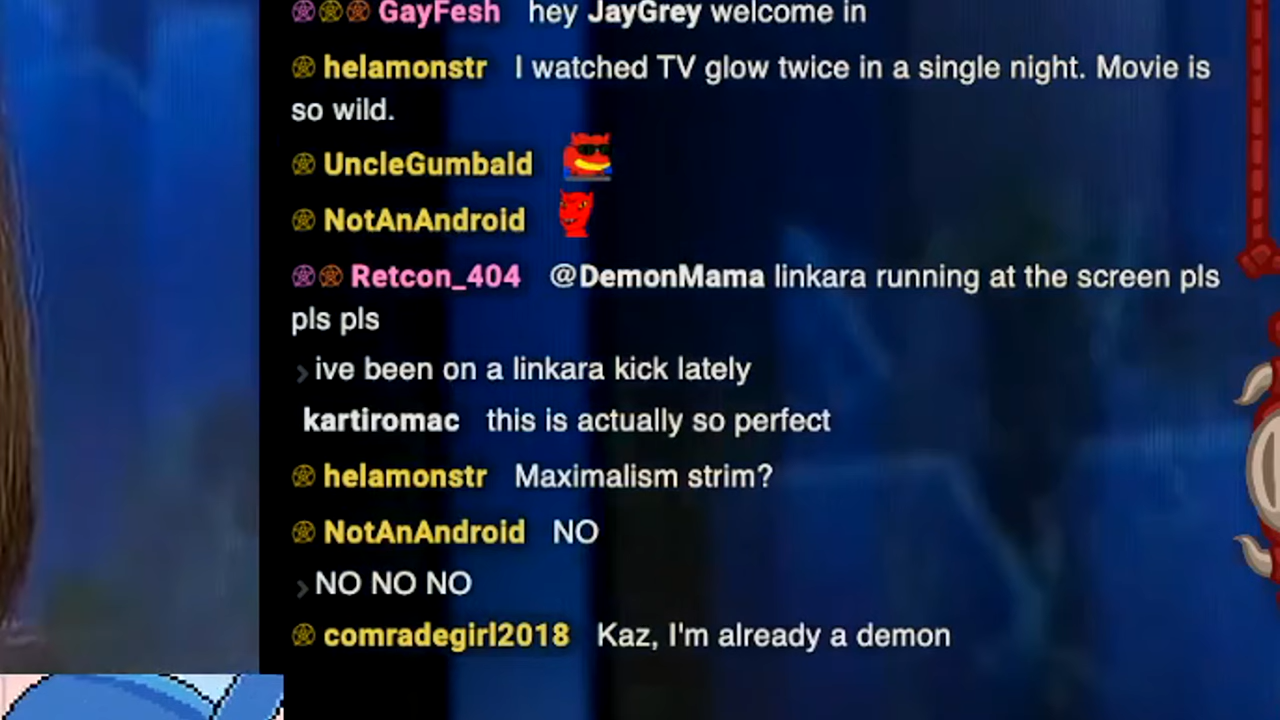 GayFesh hey JayGrey welcome in
helamonstr I watched TV glow twice in a single night. Movie is
so wild.
UncleGumbald
NotAnAndroid
Retcon_404 @DemonMama linkara running at the screen pls
pls pls
ive been on a linkara kick lately
kartiromac this is actually so perfect
helamonstr Maximalism strim?
NotAnAndroid NO
NO NO NO
comradegirl2018 Kaz, I'm already a demon